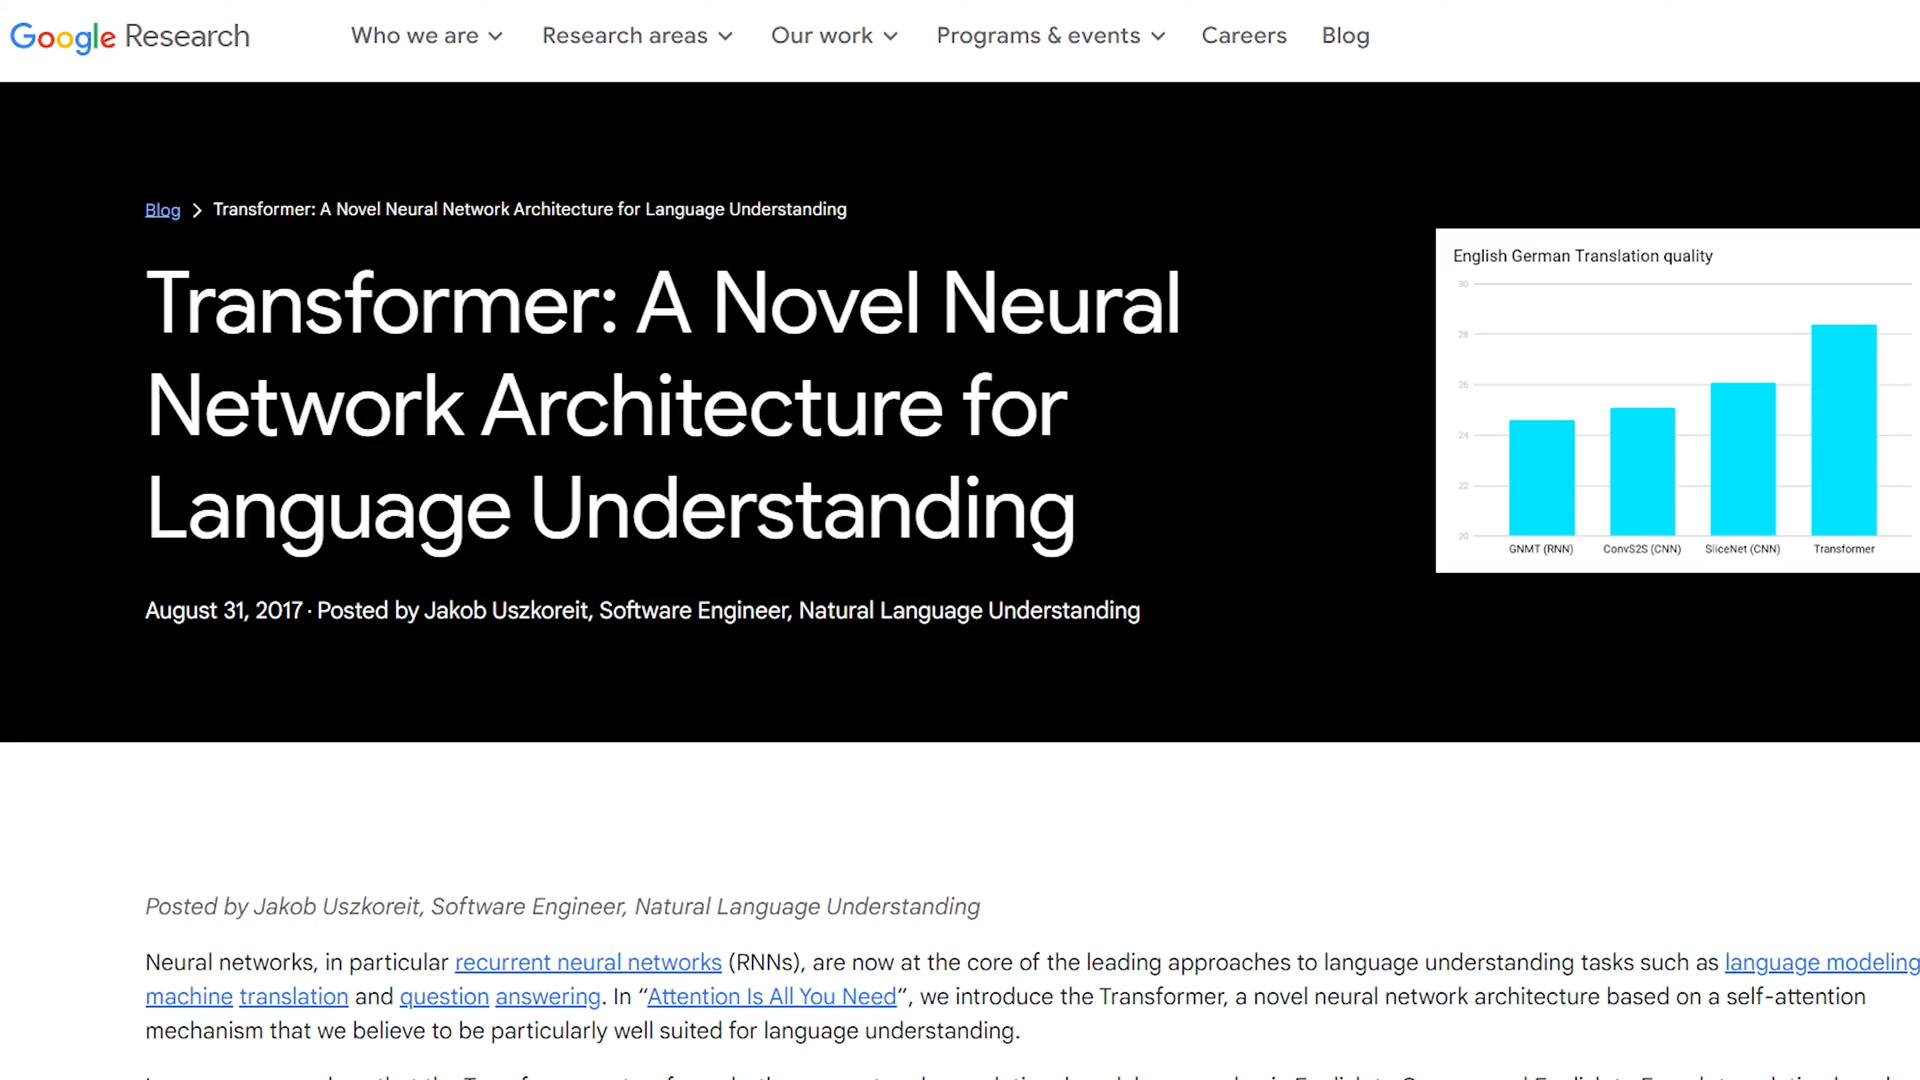 Google Research
Who we are
Research areas
Our work
Programs & events
Careers
Blog
Blog > Transformer: A Novel Neural Network Architecture for Language Understanding
Transformer: A Novel Neural
Network Architecture for
Language Understanding
August 31, 2017 · Posted by Jakob Uszkoreit, Software Engineer, Natural Language Understanding
English German Translation quality
30
28
26
24
22
20
GNMT (RNN)
ConvS2S (CNN)
SliceNet (CNN)
Transformer
Posted by Jakob Uszkoreit, Software Engineer, Natural Language Understanding
Neural networks, in particular recurrent neural networks (RNNs), are now at the core of the leading approaches to language understanding tasks such as language modeling
machine translation and question answering. In “Attention Is All You Need”, we introduce the Transformer, a novel neural network architecture based on a self-attention
mechanism that we believe to be particularly well suited for language understanding.